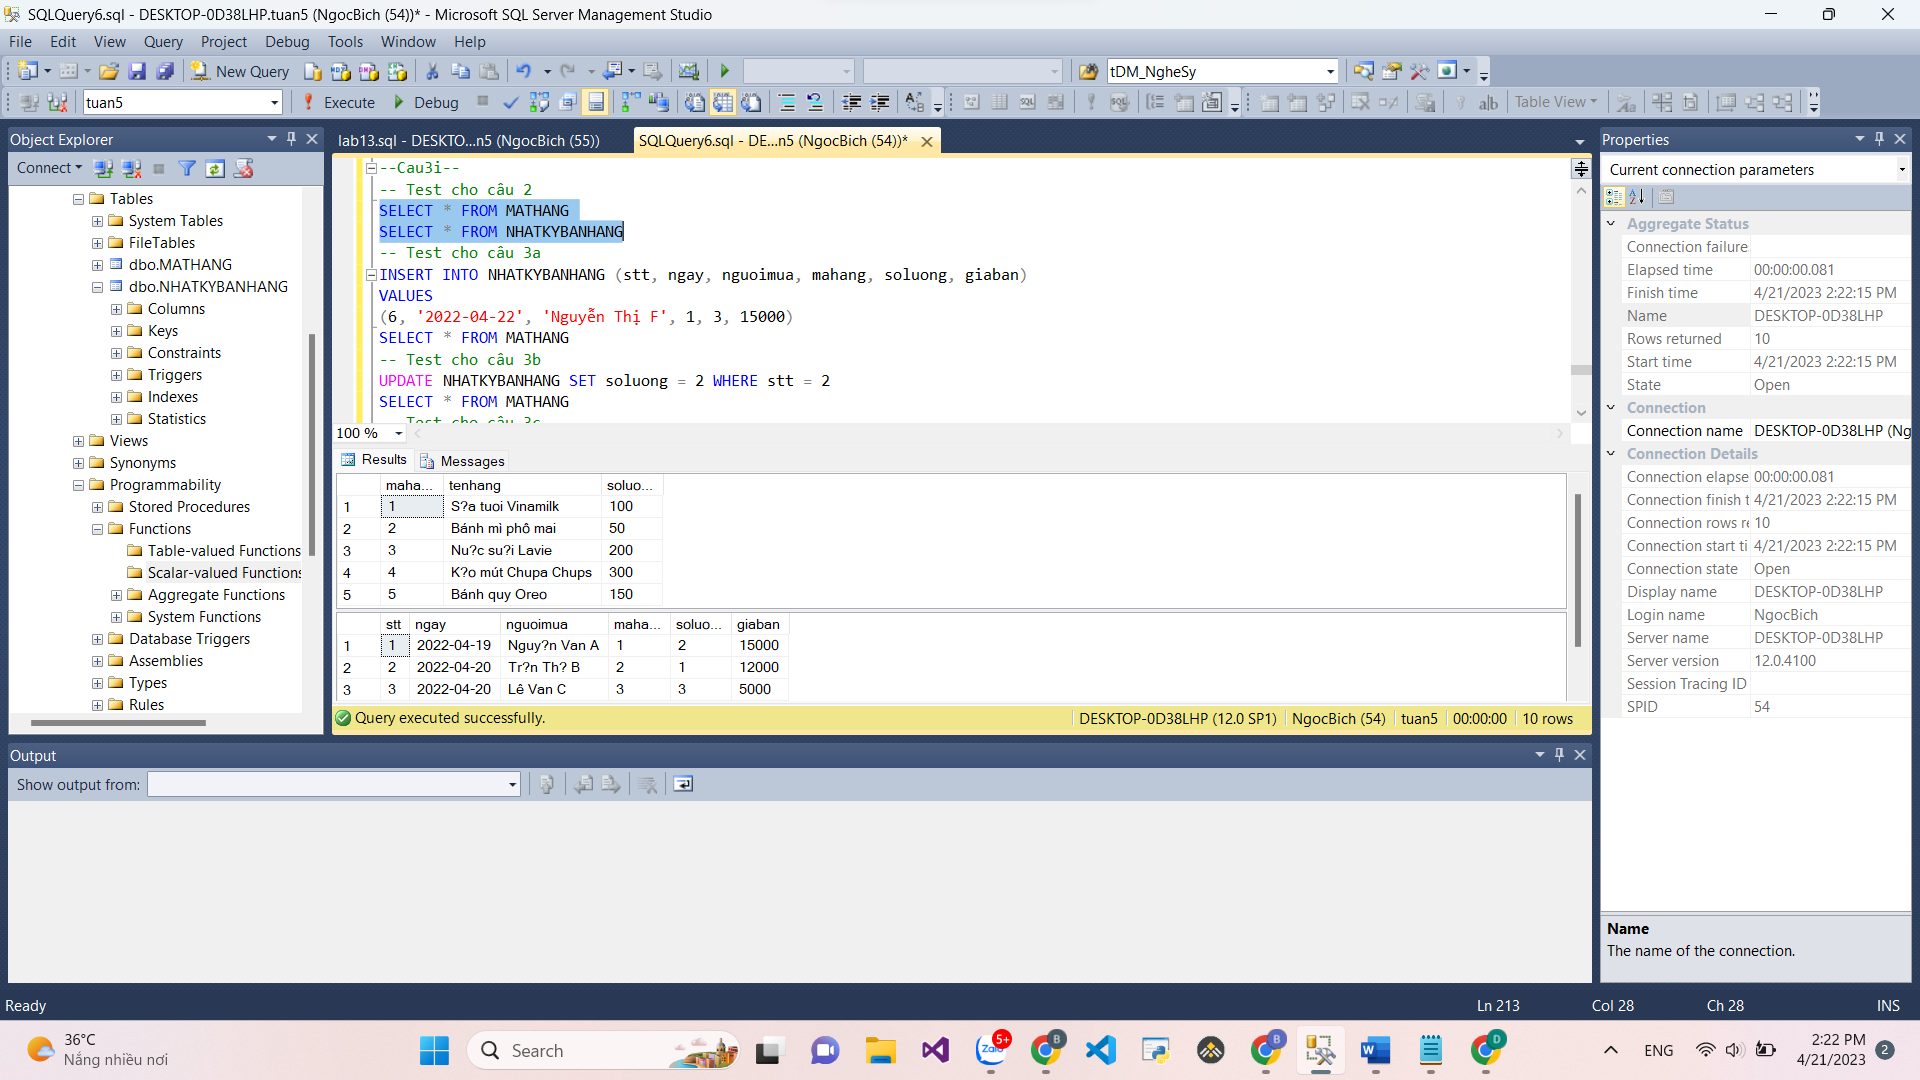 SQLQuery6.sql - DESKTOP-0D38LHP.tuan5 (NgocBich (54))* - Microsoft SQL Server Management Studio
File Edit View Query Project Debug Tools Window Help
New Query tDM_NgheSy
tuan5 Execute Debug Table View
Object Explorer
Connect
Tables
System Tables
FileTables
dbo.MATHANG
dbo.NHATKYBANHANG
Columns
Keys
Constraints
Triggers
Indexes
Statistics
Views
Synonyms
Programmability
Stored Procedures
Functions
Table-valued Functions
Scalar-valued Functions
Aggregate Functions
System Functions
Database Triggers
Assemblies
Types
Rules
lab13.sql - DESKTO...n5 (NgocBich (55)) SQLQuery6.sql - DE...n5 (NgocBich (54))*
--Cau3i--
-- Test cho câu 2
SELECT * FROM MATHANG
SELECT * FROM NHATKYBANHANG
-- Test cho câu 3a
INSERT INTO NHATKYBANHANG (stt, ngay, nguoimua, mahang, soluong, giaban)
VALUES
(6, '2022-04-22', 'Nguyễn Thị F', 1, 3, 15000)
SELECT * FROM MATHANG
-- Test cho câu 3b
UPDATE NHATKYBANHANG SET soluong = 2 WHERE stt = 2
SELECT * FROM MATHANG
-- Test cho câu 3c
100 %
Results Messages
maha... tenhang soluo...
1 1 S?a tuoi Vinamilk 100
2 2 Bánh mì phô mai 50
3 3 Nu?c su?i Lavie 200
4 4 K?o mút Chupa Chups 300
5 5 Bánh quy Oreo 150
stt ngay nguoimua maha... soluo... giaban
1 1 2022-04-19 Nguy?n Van A 1 2 15000
2 2 2022-04-20 Tr?n Th? B 2 1 12000
3 3 2022-04-20 Lê Van C 3 3 5000
Query executed successfully. DESKTOP-0D38LHP (12.0 SP1) NgocBich (54) tuan5 00:00:00 10 rows
Output
Show output from:
Properties
Current connection parameters
Aggregate Status
Connection failure
Elapsed time 00:00:00.081
Finish time 4/21/2023 2:22:15 PM
Name DESKTOP-0D38LHP
Rows returned 10
Start time 4/21/2023 2:22:15 PM
State Open
Connection
Connection name DESKTOP-0D38LHP (Ng
Connection Details
Connection elapse 00:00:00.081
Connection finish t 4/21/2023 2:22:15 PM
Connection rows re 10
Connection start ti 4/21/2023 2:22:15 PM
Connection state Open
Display name DESKTOP-0D38LHP
Login name NgocBich
Server name DESKTOP-0D38LHP
Server version 12.0.4100
Session Tracing ID
SPID 54
Name
The name of the connection.
Ready Ln 213 Col 28 Ch 28 INS
36°C
Nắng nhiều nơi
Search
Zalo 5+
B
B
D
ENG
2:22 PM
4/21/2023
2